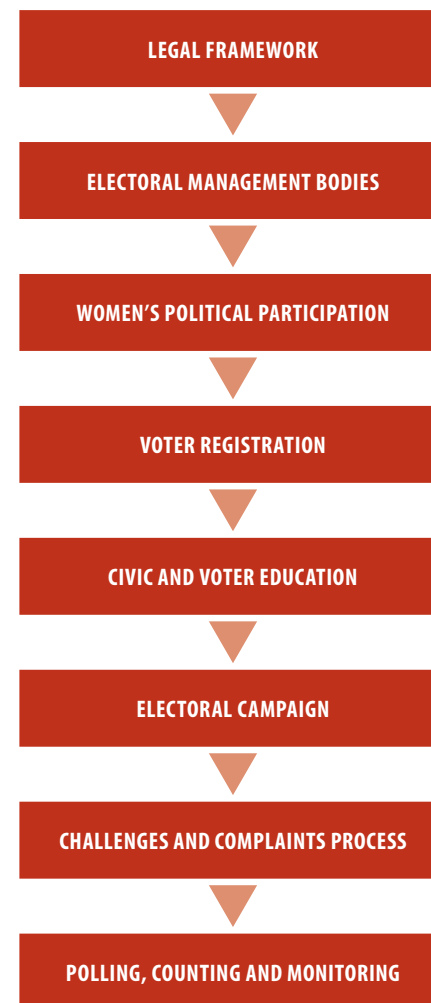 LEGAL FRAMEWORK
ELECTORAL MANAGEMENT BODIES
WOMEN’S POLITICAL PARTICIPATION
VOTER REGISTRATION
CIVIC AND VOTER EDUCATION
ELECTORAL CAMPAIGN
CHALLENGES AND COMPLAINTS PROCESS
POLLING, COUNTING AND MONITORING